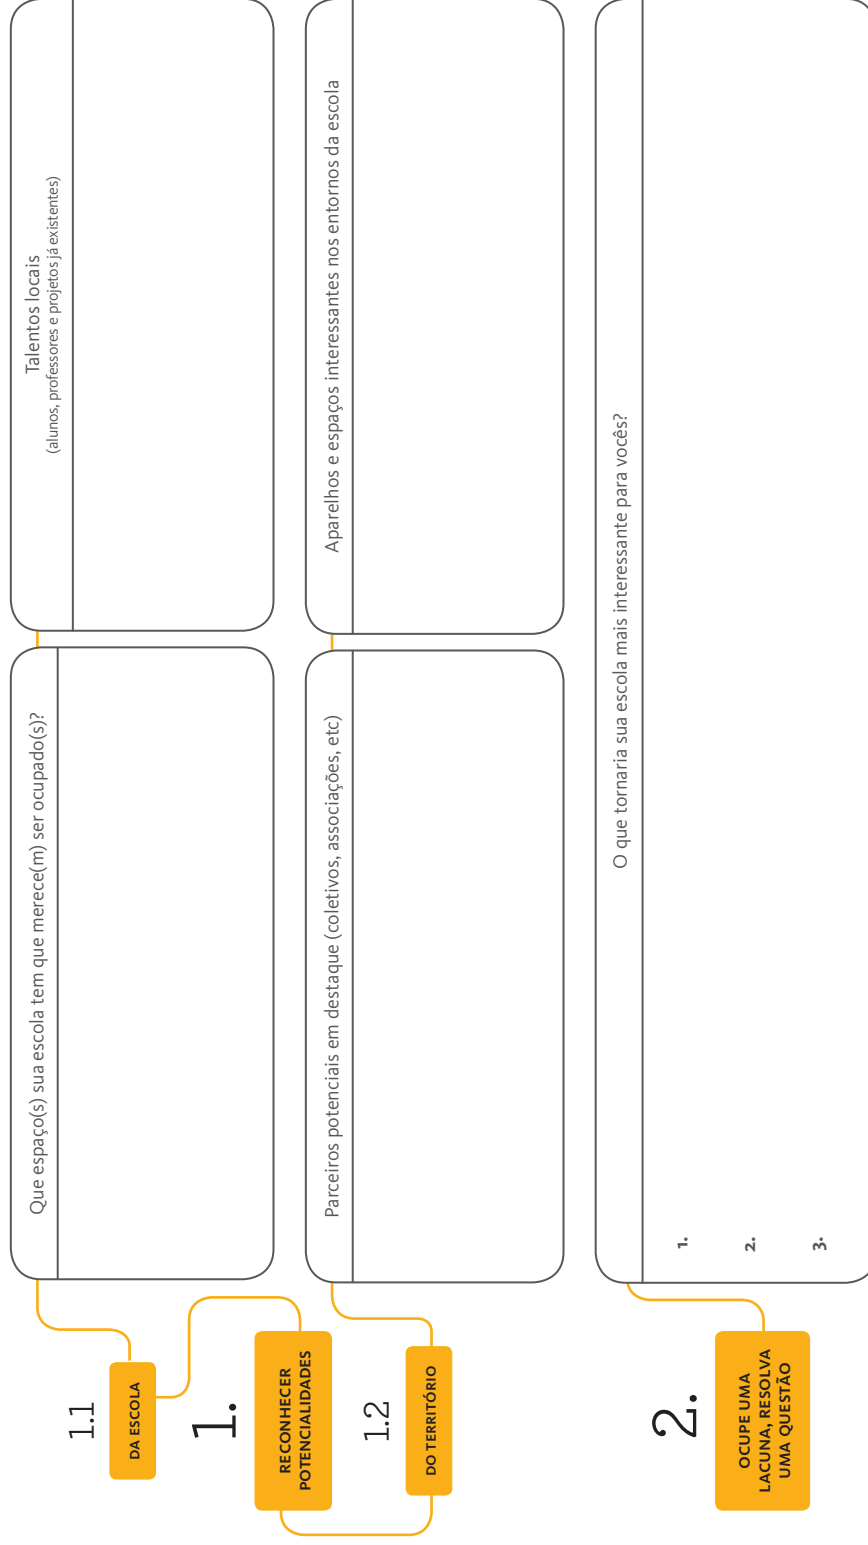 1.
RECONHECER
POTENCIALIDADES
1.1
DA ESCOLA
Que espaço(s) sua escola tem que merece(m) ser ocupado(s)?
Talentos locais
(alunos, professores e projetos já existentes)
1.2
DO TERRITÓRIO
Parceiros potenciais em destaque (coletivos, associações, etc)
Aparelhos e espaços interessantes nos entornos da escola
2.
OCUPE UMA
LACUNA, RESOLVA
UMA QUESTÃO
O que tornaria sua escola mais interessante para vocês?
1.
2.
3.